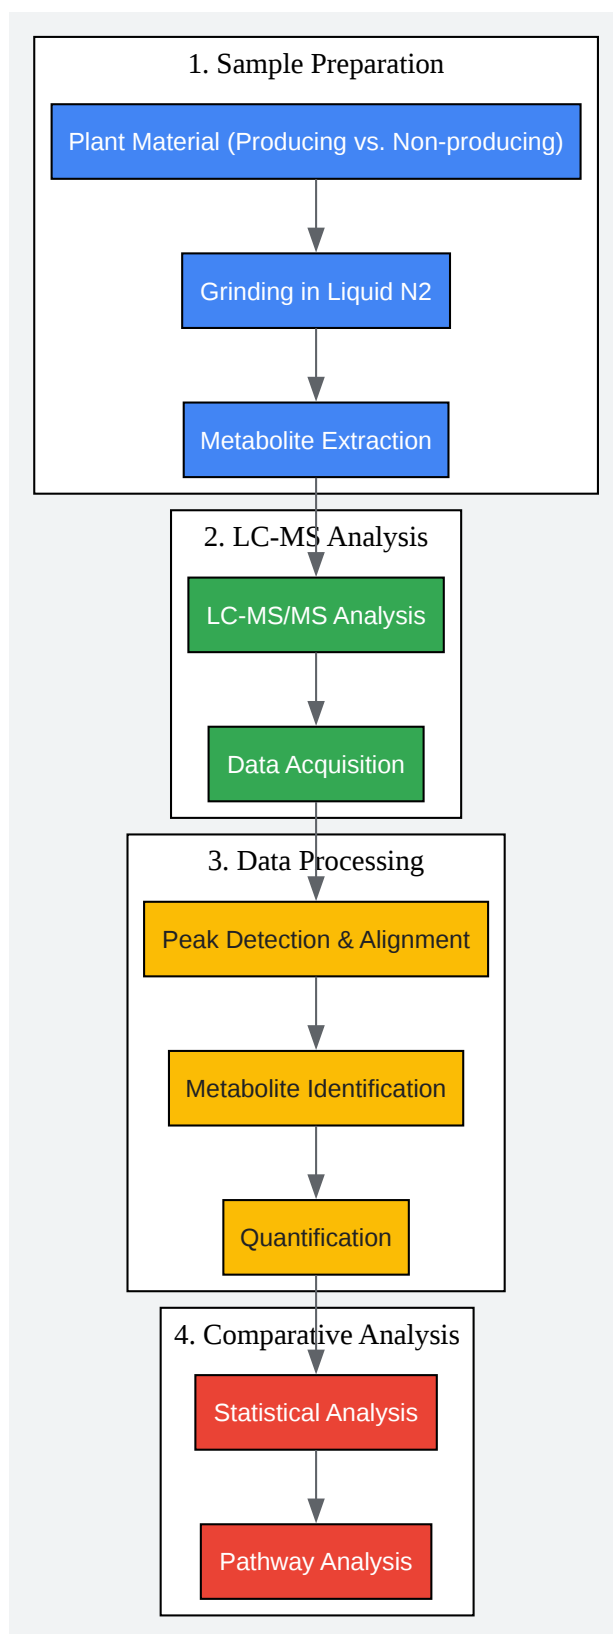 1. Sample Preparation
Plant Material (Producing vs. Non-producing)
Grinding in Liquid N2
Metabolite Extraction
2. LC-MS Analysis
LC-MS/MS Analysis
Data Acquisition
3. Data Processing
Peak Detection & Alignment
Metabolite Identification
Quantification
4. Comparative Analysis
Statistical Analysis
Pathway Analysis